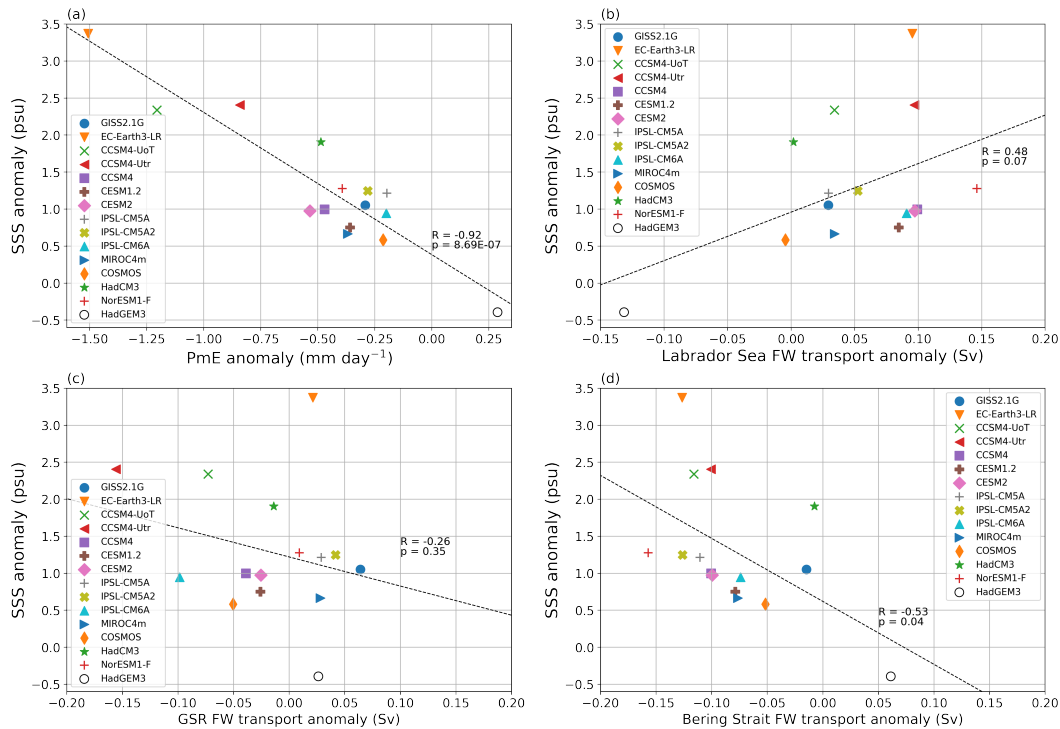 (a)
SSS anomaly (psu)
3.5
3.0
2.5
2.0
1.5
1.0
0.5
0.0
−0.5
GISS2.1G
EC-Earth3-LR
CCSM4-UoT
CCSM4-Utr
CCSM4
CESM1.2
CESM2
IPSL-CM5A
IPSL-CM5A2
IPSL-CM6A
MIROC4m
COSMOS
HadCM3
NorESM1-F
HadGEM3
R = -0.92
p = 8.69E-07
−1.50 −1.25 −1.00 −0.75 −0.50 −0.25 0.00 0.25
PmE anomaly (mm day⁻¹)
(b)
SSS anomaly (psu)
3.5
3.0
2.5
2.0
1.5
1.0
0.5
0.0
−0.5
GISS2.1G
EC-Earth3-LR
CCSM4-UoT
CCSM4-Utr
CCSM4
CESM1.2
CESM2
IPSL-CM5A
IPSL-CM5A2
IPSL-CM6A
MIROC4m
COSMOS
HadCM3
NorESM1-F
HadGEM3
R = 0.48
p = 0.07
−0.15 −0.10 −0.05 0.00 0.05 0.10 0.15 0.20
Labrador Sea FW transport anomaly (Sv)
(c)
SSS anomaly (psu)
3.5
3.0
2.5
2.0
1.5
1.0
0.5
0.0
−0.5
GISS2.1G
EC-Earth3-LR
CCSM4-UoT
CCSM4-Utr
CCSM4
CESM1.2
CESM2
IPSL-CM5A
IPSL-CM5A2
IPSL-CM6A
MIROC4m
COSMOS
HadCM3
NorESM1-F
HadGEM3
R = -0.26
p = 0.35
−0.20 −0.15 −0.10 −0.05 0.00 0.05 0.10 0.15 0.20
GSR FW transport anomaly (Sv)
(d)
SSS anomaly (psu)
3.5
3.0
2.5
2.0
1.5
1.0
0.5
0.0
−0.5
GISS2.1G
EC-Earth3-LR
CCSM4-UoT
CCSM4-Utr
CCSM4
CESM1.2
CESM2
IPSL-CM5A
IPSL-CM5A2
IPSL-CM6A
MIROC4m
COSMOS
HadCM3
NorESM1-F
HadGEM3
R = -0.53
p = 0.04
−0.20 −0.15 −0.10 −0.05 0.00 0.05 0.10 0.15 0.20
Bering Strait FW transport anomaly (Sv)